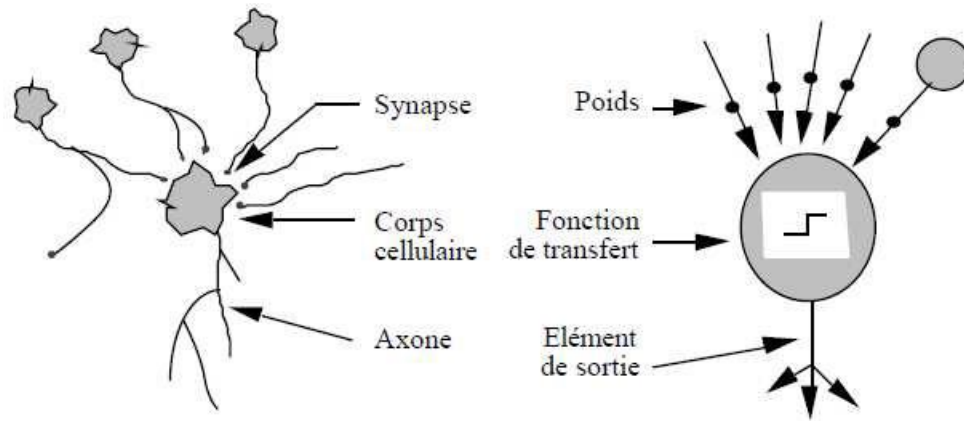 Synapse
Corps
cellulaire
Axone
Poids
Fonction
de transfert
Elément
de sortie